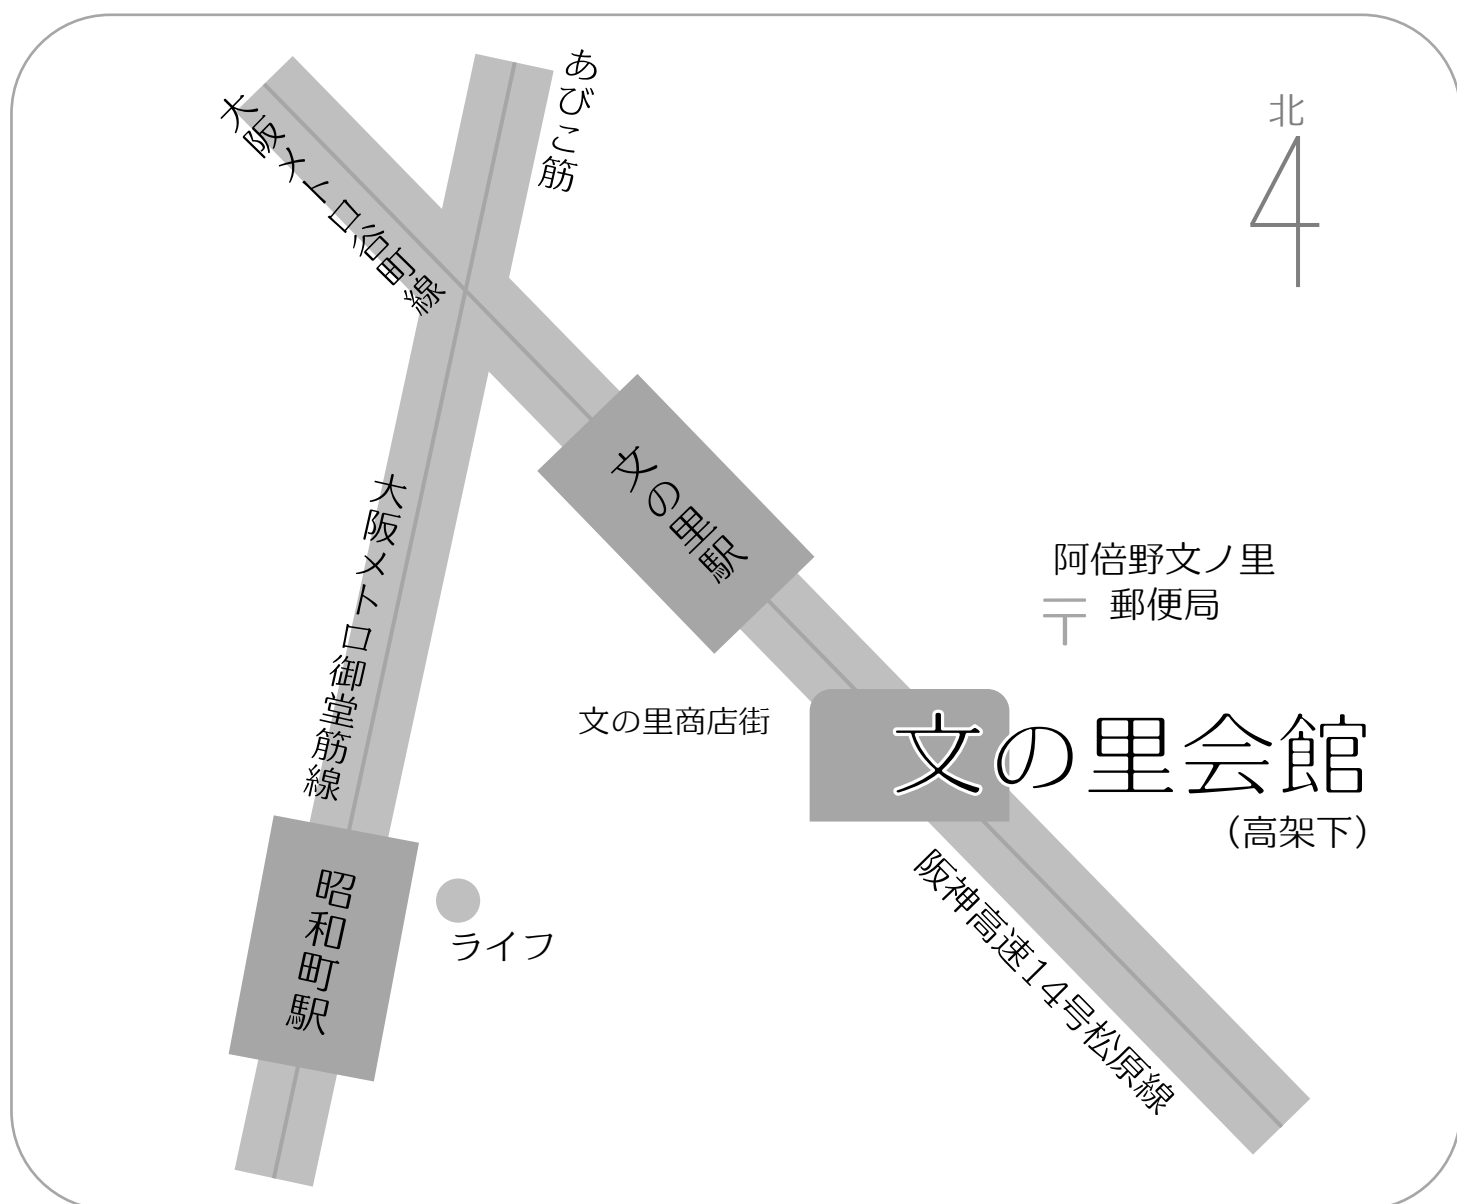 あびこ筋
北
大阪メトロ谷町線
文の里駅
大阪メトロ御堂筋線
阿倍野文ノ里
郵便局
文の里商店街
文の里会館
（高架下）
昭和町駅
ライフ
阪神高速14号松原線